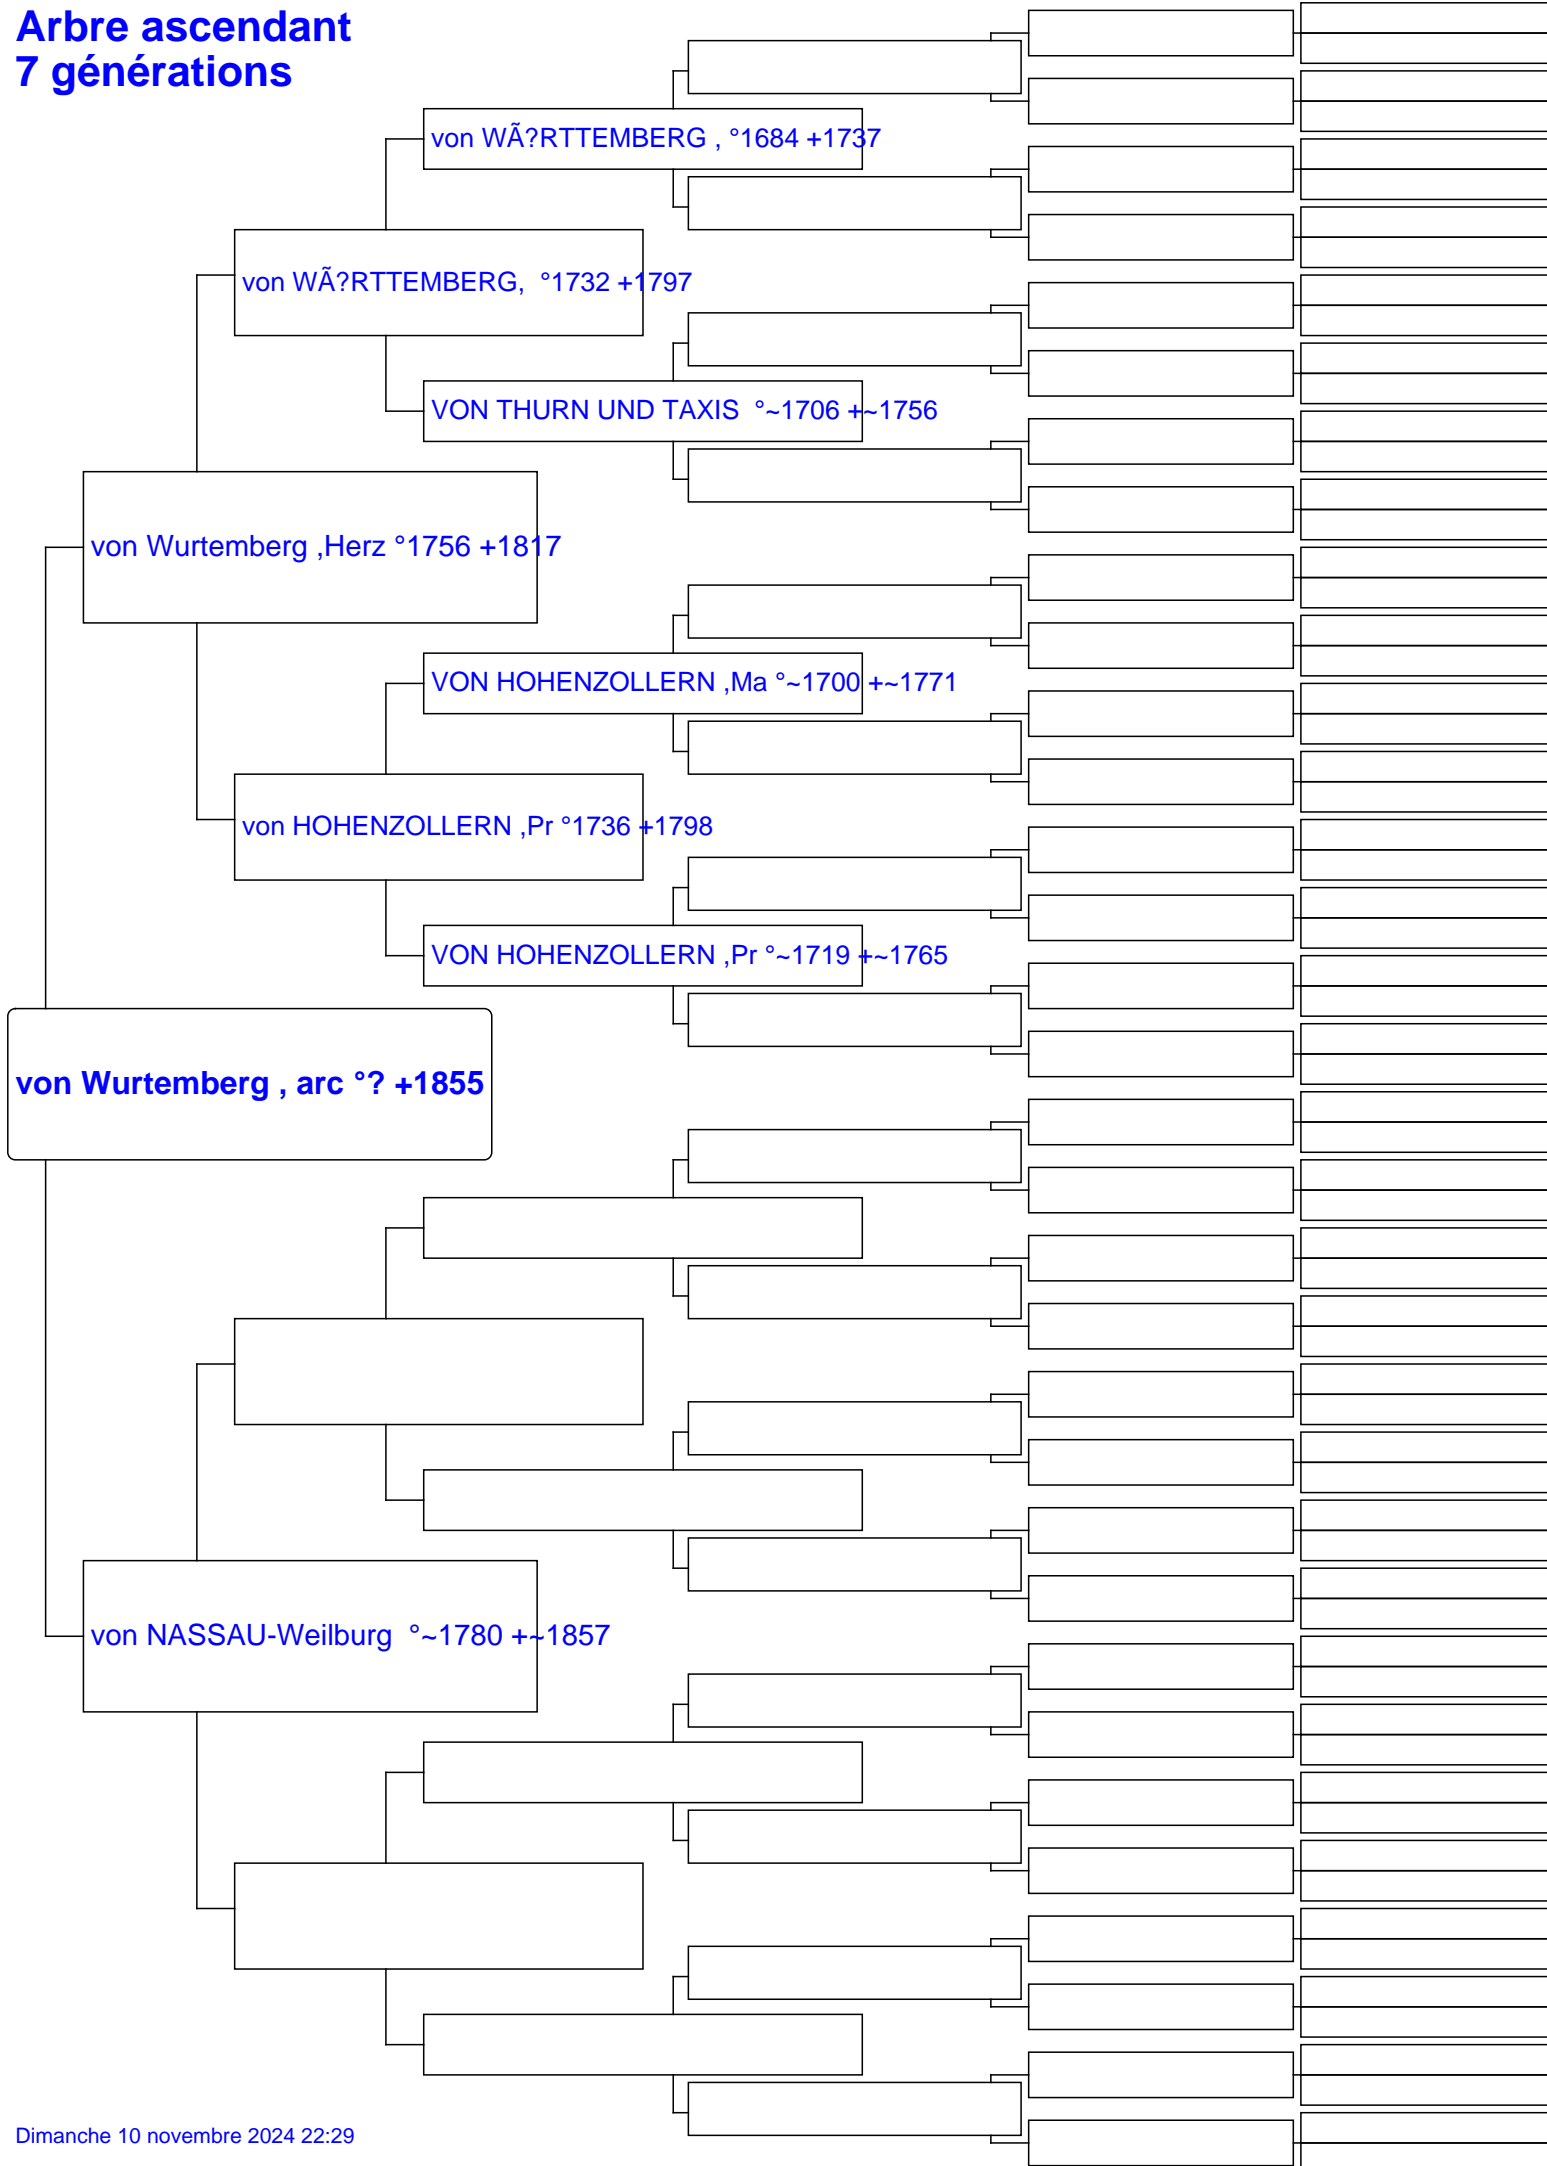 Arbre ascendant
7 générations
von WÃ?RTTEMBERG , °1684 +1737
von WÃ?RTTEMBERG, °1732 +1797
VON THURN UND TAXIS °~1706 +~1756
von Wurtemberg ,Herz °1756 +1817
VON HOHENZOLLERN ,Ma °~1700 +~1771
von HOHENZOLLERN ,Pr °1736 +1798
VON HOHENZOLLERN ,Pr °~1719 +~1765
von Wurtemberg , arc °? +1855
von NASSAU-Weilburg °~1780 +~1857
Dimanche 10 novembre 2024 22:29